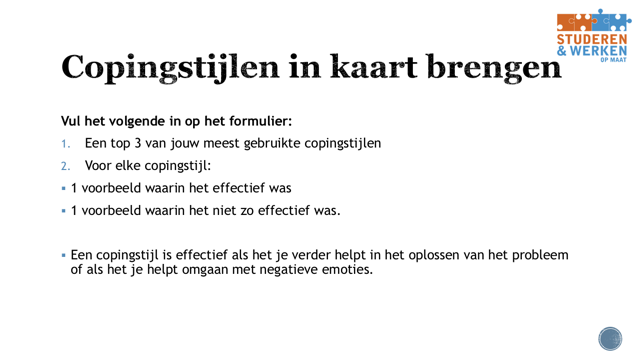 STUDEREN
& WERKEN
OP MAAT
Copingstijlen in kaart brengen
Vul het volgende in op het formulier:
1. Een top 3 van jouw meest gebruikte copingstijlen
2. Voor elke copingstijl:
▪ 1 voorbeeld waarin het effectief was
▪ 1 voorbeeld waarin het niet zo effectief was.
▪ Een copingstijl is effectief als het je verder helpt in het oplossen van het probleem
of als het je helpt omgaan met negatieve emoties.